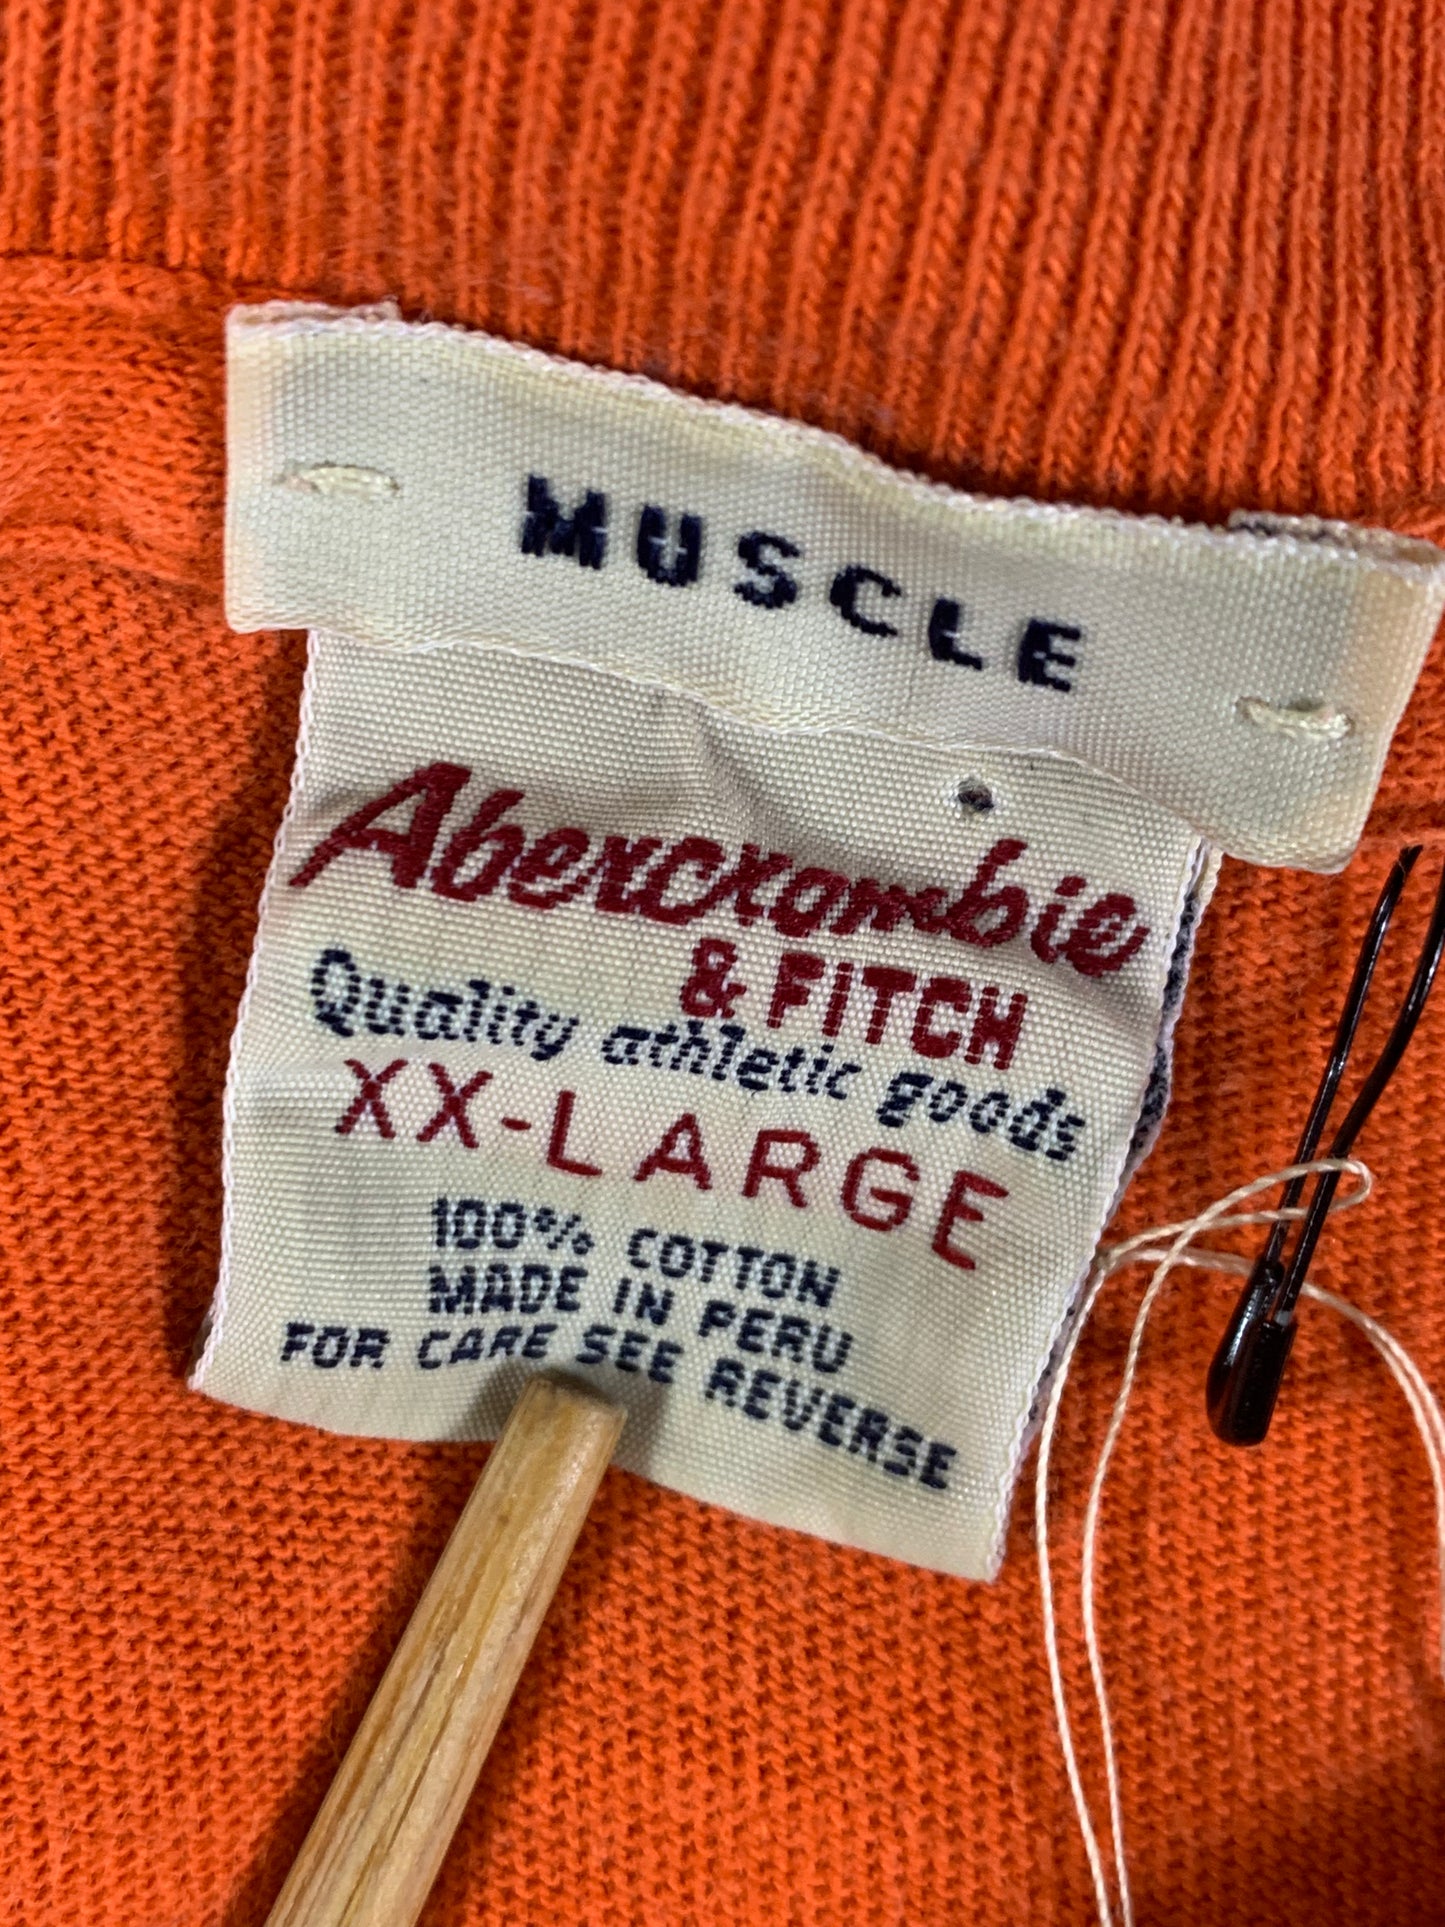 MUSCLE
Abercrombie
& FITCH
Quality athletic goods
XX-LARGE
100% COTTON
MADE IN PERU
FOR CARE SEE REVERSE